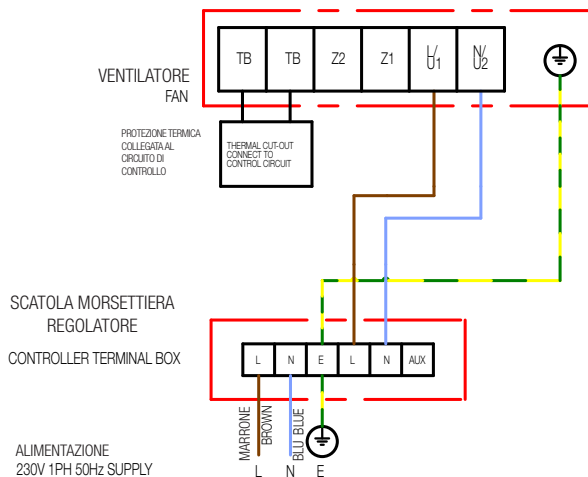 TB TB Z2 Z1 L/U1 N/U2
VENTILATORE
FAN
PROTEZIONE TERMICA
COLLEGATA AL
CIRCUITO DI
CONTROLLO
THERMAL CUT-OUT
CONNECT TO
CONTROL CIRCUIT
SCATOLA MORSETTIERA
REGOLATORE
CONTROLLER TERMINAL BOX
L N E L N AUX
MARRONE
BROWN
BLU BLUE
ALIMENTAZIONE
230V 1PH 50Hz SUPPLY
L N E